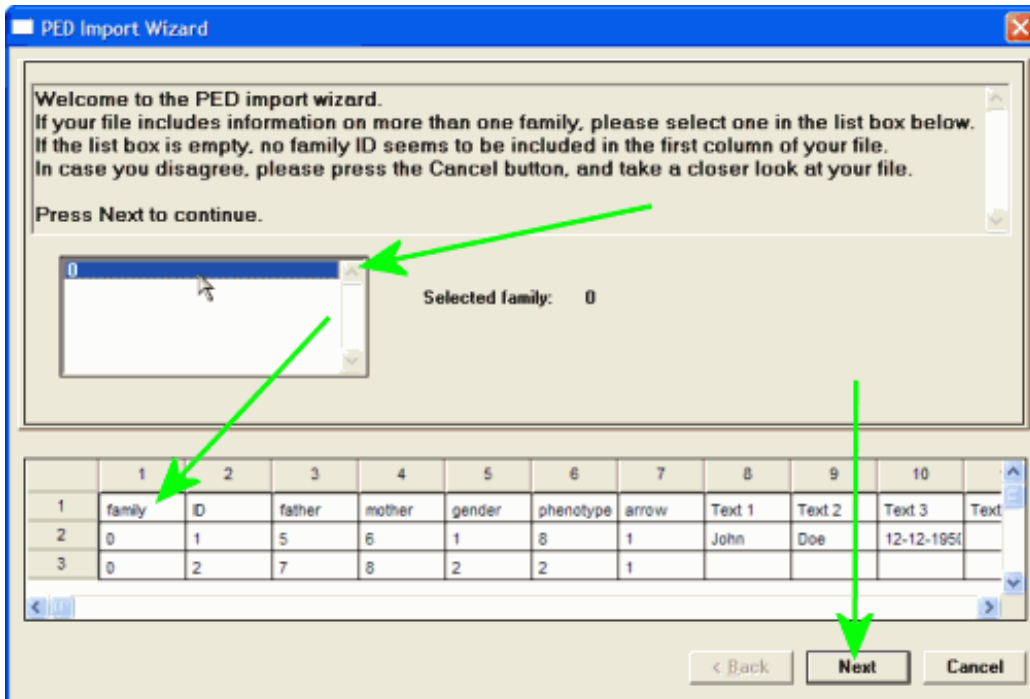 PED Import Wizard
Welcome to the PED import wizard.
If your file includes information on more than one family, please select one in the list box below.
If the list box is empty, no family ID seems to be included in the first column of your file.
In case you disagree, please press the Cancel button, and take a closer look at your file.
Press Next to continue.
0
Selected family: 0
1 2 3 4 5 6 7 8 9 10
1 family ID father mother gender phenotype arrow Text 1 Text 2 Text 3 Text
2 0 1 5 6 1 8 1 John Doe 12-12-195
3 0 2 7 8 2 2 1
< Back Next Cancel